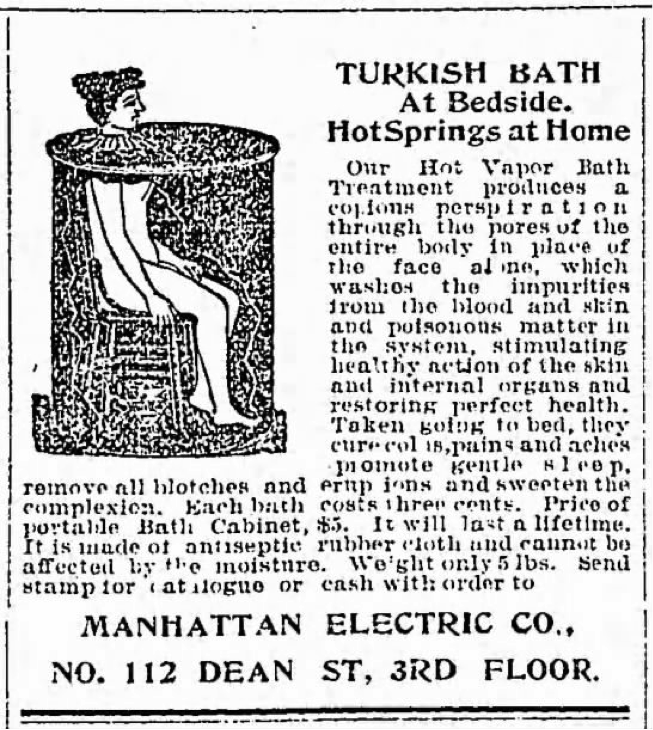 TURKISH BATH
At Bedside.
Hot Springs at Home
Our Hot Vapor Bath
Treatment produces a
copious perspiration
through the pores of the
entire body in place of
the face alone, which
washes the impurities
from the blood and skin
and poisonous matter in
the system, stimulating
healthy action of the skin
and internal organs and
restoring perfect health.
Taken going to bed, they
cure colds, pains and aches
promote gentle sleep,
remove all blotches and eruptions and sweeten the
complexion. Each bath costs three cents. Price of
portable Bath Cabinet, $5. It will last a lifetime.
It is made of antiseptic rubber cloth and cannot be
affected by the moisture. Weight only 5 lbs. Send
stamp for catalogue or cash with order to
MANHATTAN ELECTRIC CO.,
NO. 112 DEAN ST, 3RD FLOOR.